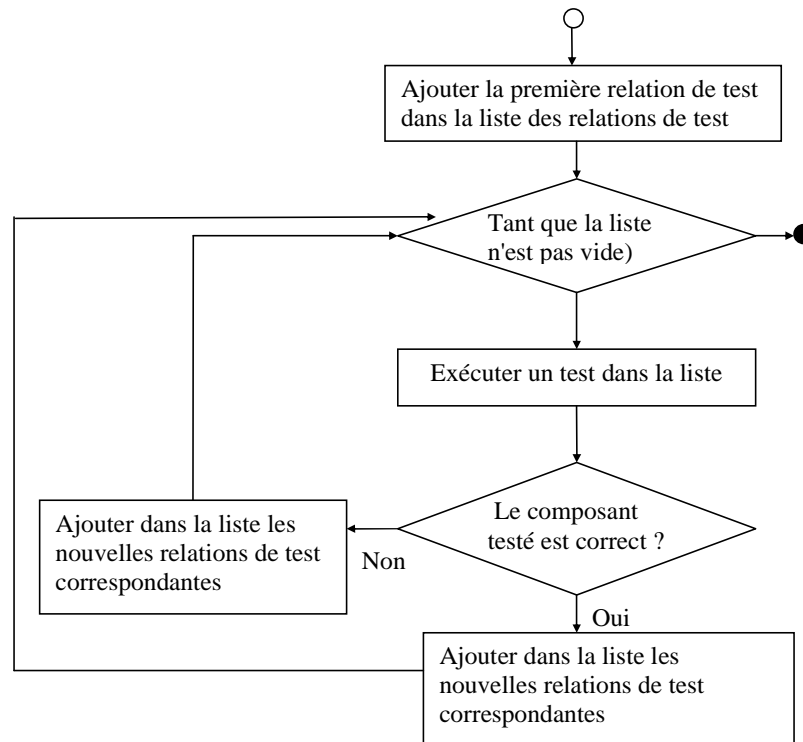 Ajouter la première relation de test
dans la liste des relations de test
Tant que la liste
n'est pas vide)
Exécuter un test dans la liste
Le composant
testé est correct ?
Non
Ajouter dans la liste les
nouvelles relations de test
correspondantes
Oui
Ajouter dans la liste les
nouvelles relations de test
correspondantes